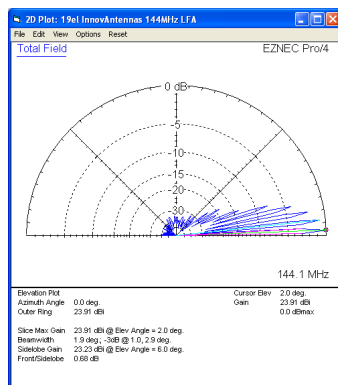 2D Plot: 19el InnovAntennas 144MHz LFA
File Edit View Options Reset
Total Field
EZNEC Pro/4
0 dB
-5
-10
-15
-20
-30
144.1 MHz
Elevation Plot
Azimuth Angle 0.0 deg.
Outer Ring 23.91 dBi
Cursor Elev 2.0 deg.
Gain 23.91 dBi
0.0 dBmax
Slice Max Gain 23.91 dBi @ Elev Angle = 2.0 deg.
Beamwidth 1.9 deg.; -3dB @ 1.0, 2.9 deg.
Sidelobe Gain 23.23 dBi @ Elev Angle = 6.0 deg.
Front/Sidelobe 0.68 dB